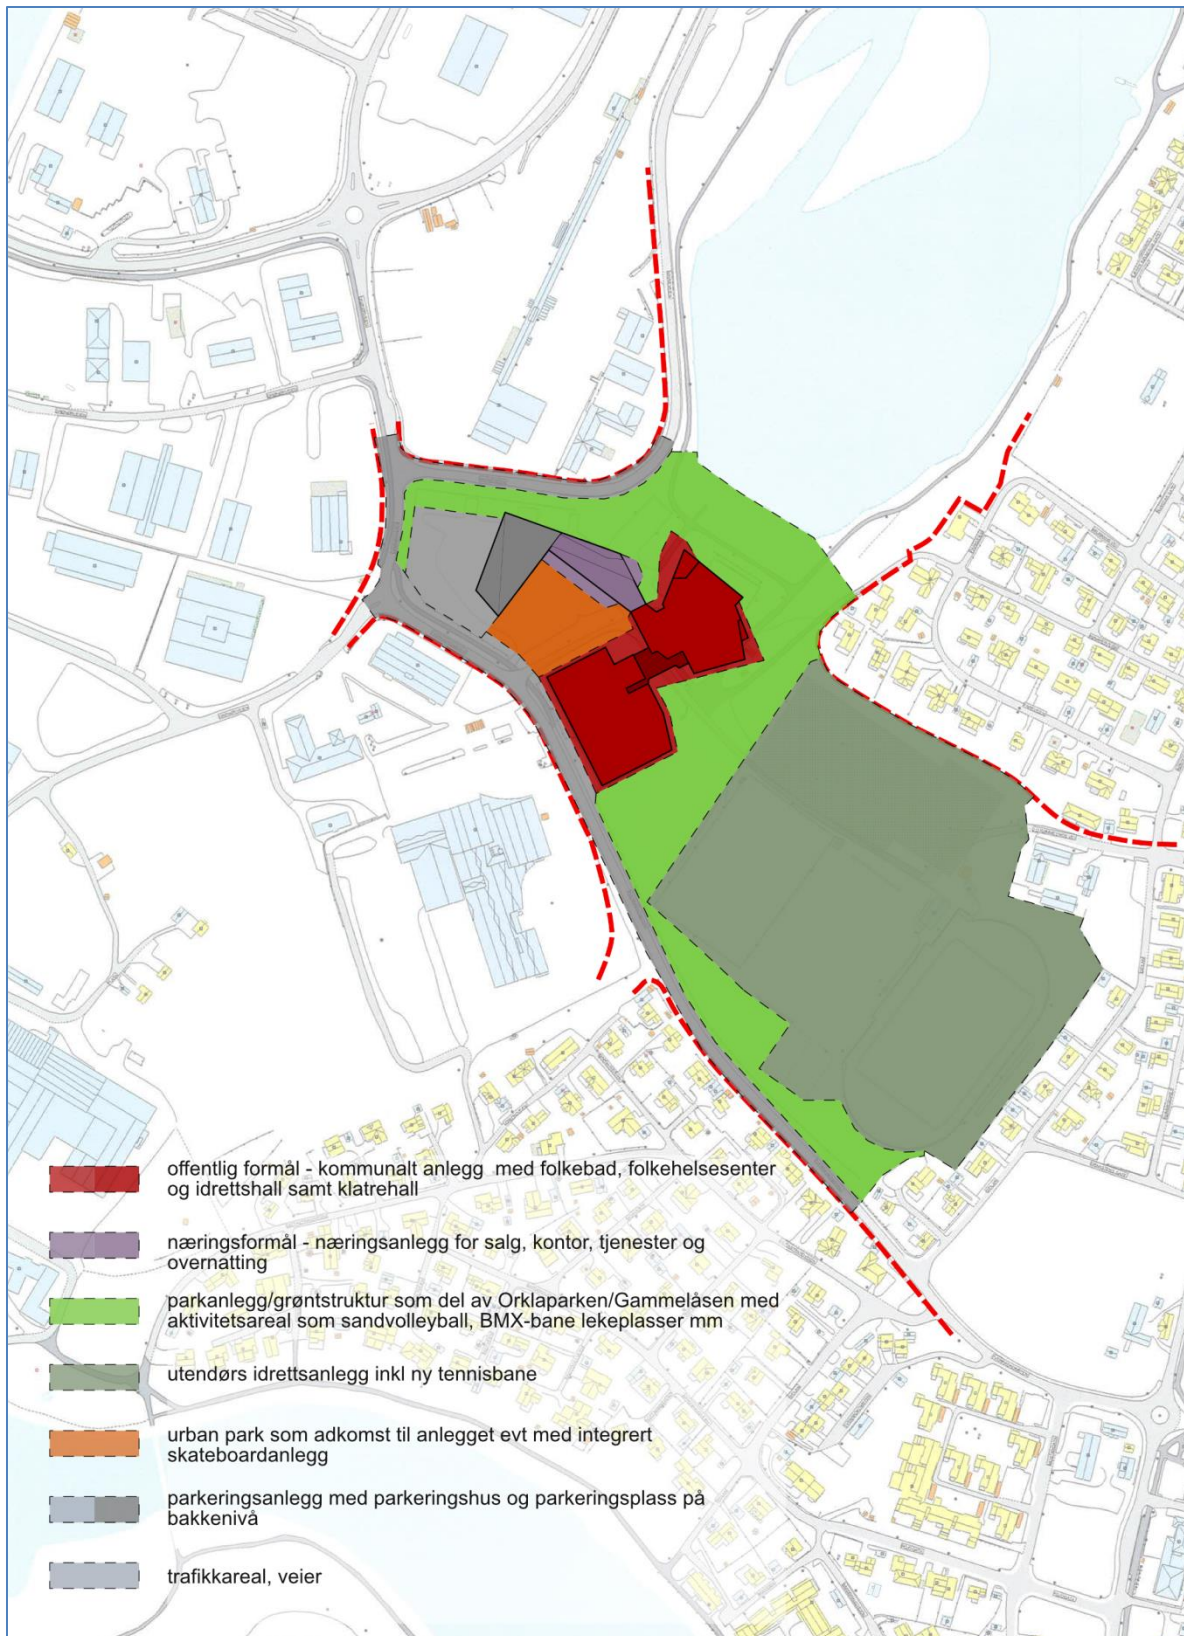 offentlig formål - kommunalt anlegg med folkebad, folkehelsesenter
og idrettshall samt klatrehall
næringsformål - næringsanlegg for salg, kontor, tjenester og
overnatting
parkanlegg/grøntstruktur som del av Orklaparken/Gammelåsen med
aktivitetsareal som sandvolleyball, BMX-bane lekeplasser mm
utendørs idrettsanlegg inkl ny tennisbane
urban park som adkomst til anlegget evt med integrert
skateboardanlegg
parkeringsanlegg med parkeringshus og parkeringsplass på
bakkenivå
trafikkareal, veier